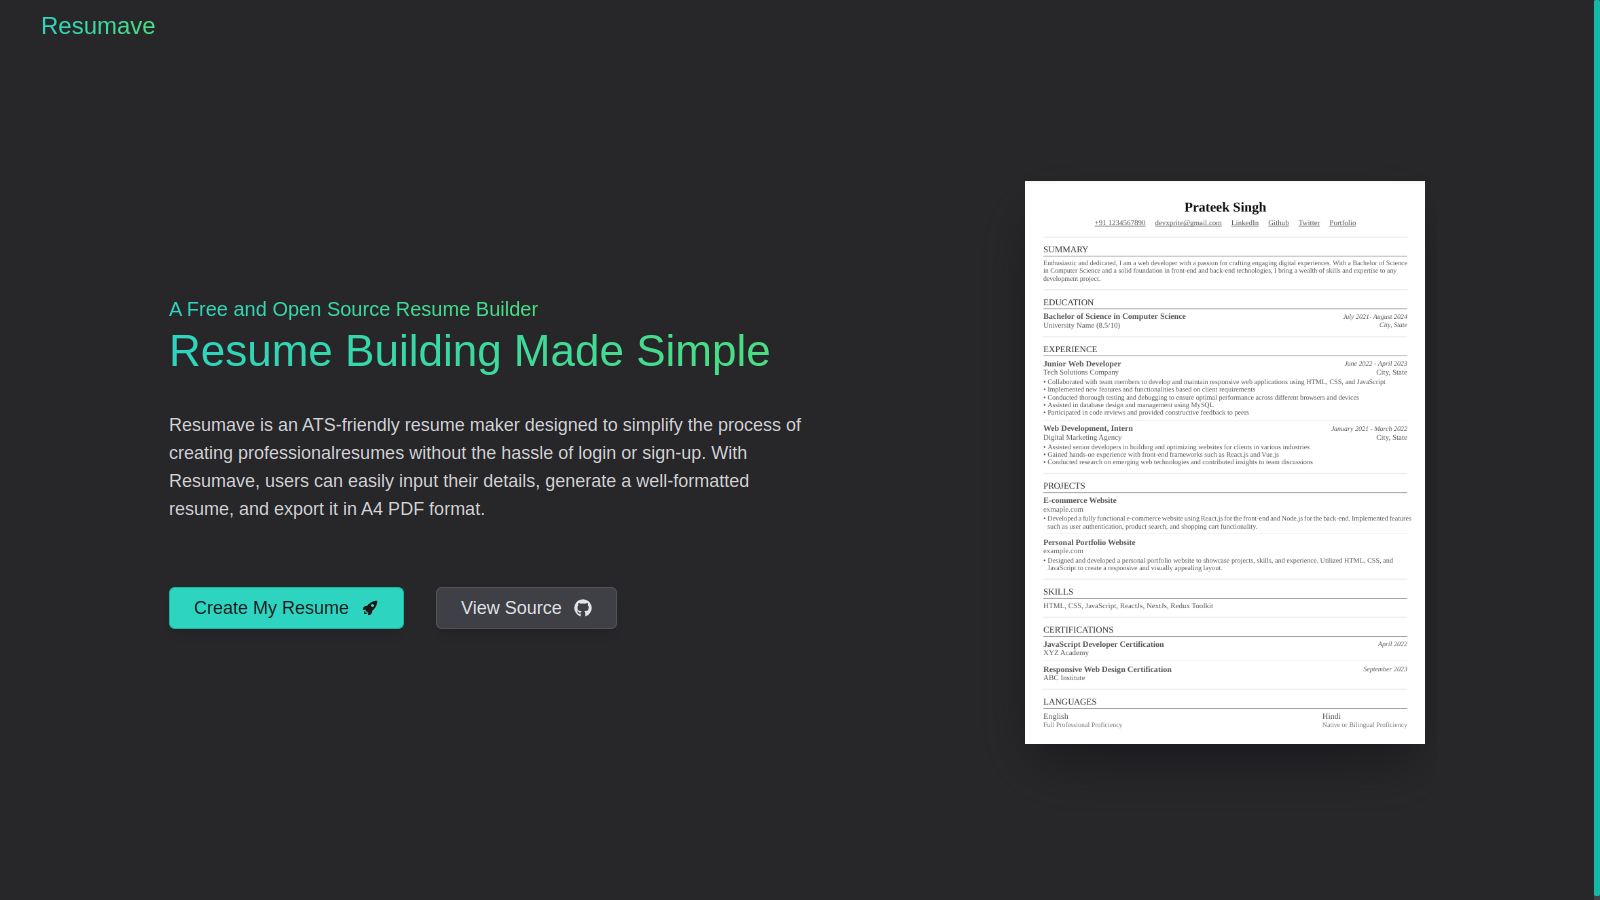 Resumave
A Free and Open Source Resume Builder
Resume Building Made Simple
Resumave is an ATS-friendly resume maker designed to simplify the process of
creating professionalresumes without the hassle of login or sign-up. With
Resumave, users can easily input their details, generate a well-formatted
resume, and export it in A4 PDF format.
Create My Resume
View Source
Prateek Singh
+91 1234567890 devxprite@gmail.com LinkedIn Github Twitter Portfolio
SUMMARY
Enthusiastic and dedicated, I am a web developer with a passion for crafting engaging digital experiences. With a Bachelor of Science
in Computer Science and a solid foundation in front-end and back-end technologies, I bring a wealth of skills and expertise to any
development project.
EDUCATION
Bachelor of Science in Computer Science July 2021- August 2024
University Name (8.5/10) City, State
EXPERIENCE
Junior Web Developer June 2022 - April 2023
Tech Solutions Company City, State
• Collaborated with team members to develop and maintain responsive web applications using HTML, CSS, and JavaScript
• Implemented new features and functionalities based on client requirements
• Conducted thorough testing and debugging to ensure optimal performance across different browsers and devices
• Assisted in database design and management using MySQL
• Participated in code reviews and provided constructive feedback to peers
Web Development, Intern January 2021 - March 2022
Digital Marketing Agency City, State
• Assisted senior developers in building and optimizing websites for clients in various industries
• Gained hands-on experience with front-end frameworks such as React.js and Vue.js
• Conducted research on emerging web technologies and contributed insights to team discussions
PROJECTS
E-commerce Website
exmaple.com
• Developed a fully functional e-commerce website using React.js for the front-end and Node.js for the back-end. Implemented features
such as user authentication, product search, and shopping cart functionality.
Personal Portfolio Website
example.com
• Designed and developed a personal portfolio website to showcase projects, skills, and experience. Utilized HTML, CSS, and
JavaScript to create a responsive and visually appealing layout.
SKILLS
HTML, CSS, JavaScript, ReactJs, NextJs, Redux Toolkit
CERTIFICATIONS
JavaScript Developer Certification April 2022
XYZ Academy
Responsive Web Design Certification September 2023
ABC Institute
LANGUAGES
English Hindi
Full Professional Proficiency Native or Bilingual Proficiency